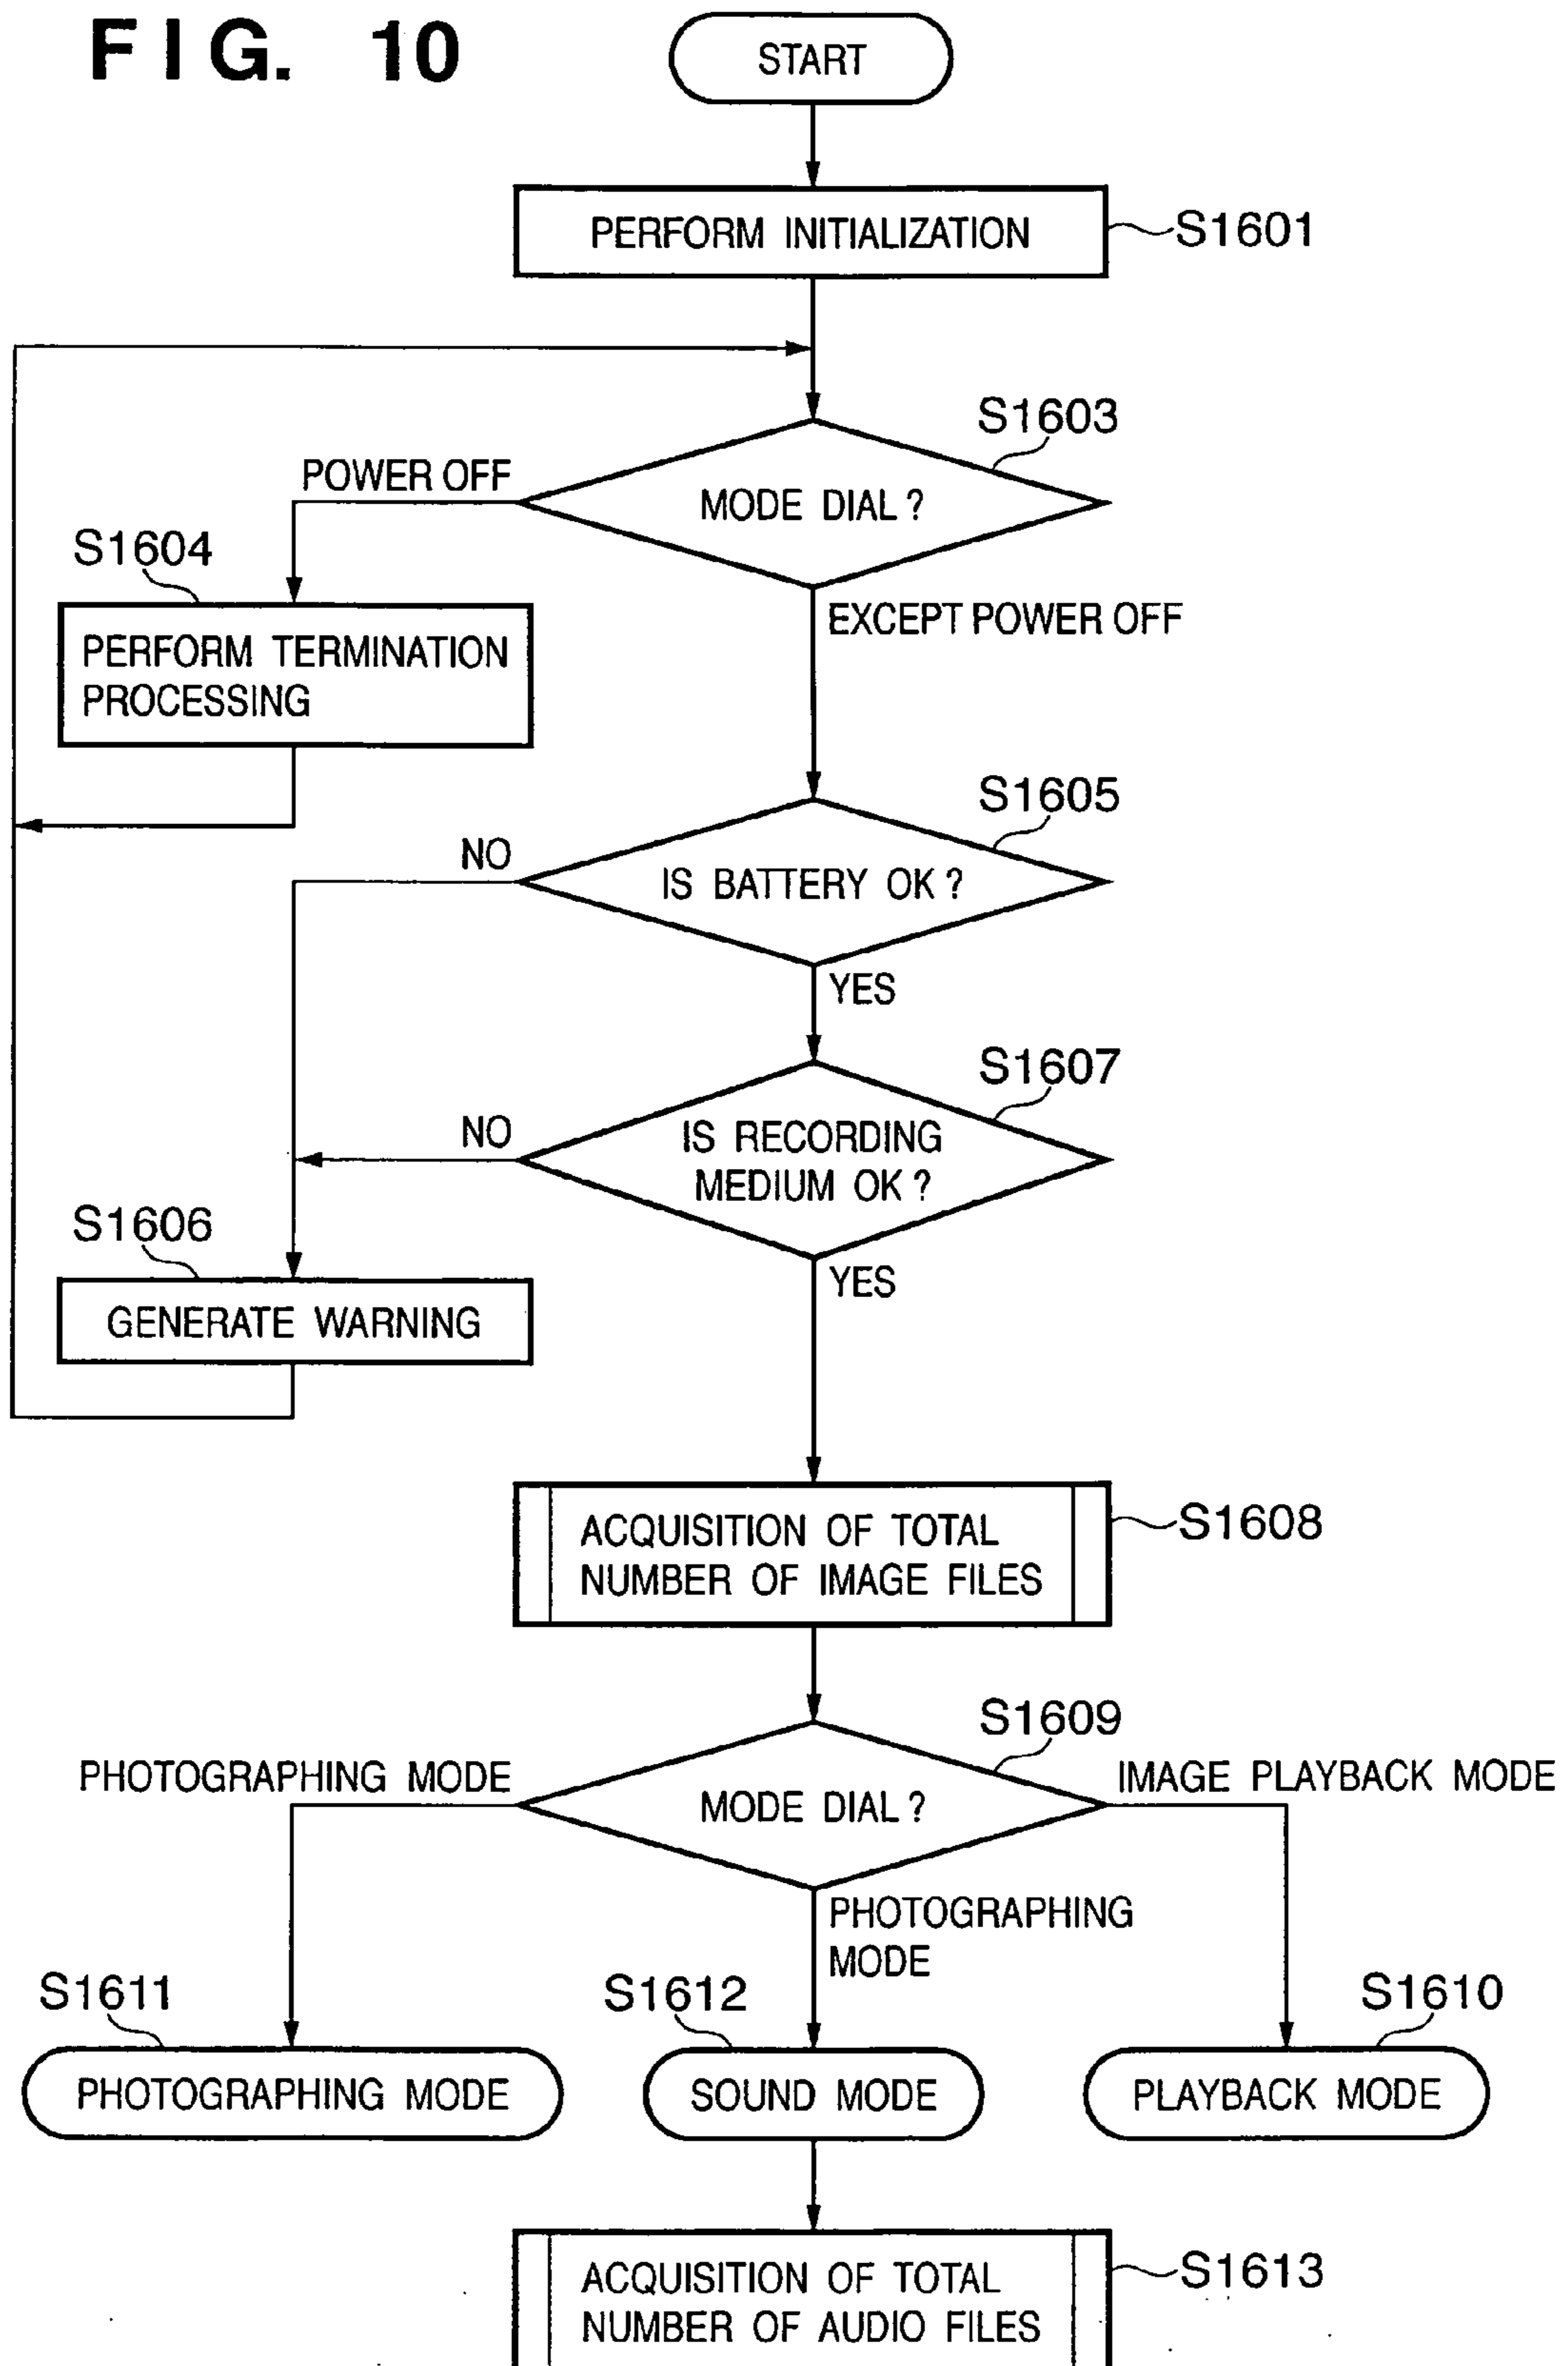 FIG. 10
START
PERFORM INITIALIZATION
S1601
S1603
POWER OFF
MODE DIAL?
S1604
EXCEPT POWER OFF
PERFORM TERMINATION
PROCESSING
S1605
NO
IS BATTERY OK?
YES
S1607
NO
IS RECORDING
MEDIUM OK?
S1606
YES
GENERATE WARNING
ACQUISITION OF TOTAL
NUMBER OF IMAGE FILES
S1608
S1609
PHOTOGRAPHING MODE
IMAGE PLAYBACK MODE
MODE DIAL?
PHOTOGRAPHING
MODE
S1611
S1612
S1610
PHOTOGRAPHING MODE
SOUND MODE
PLAYBACK MODE
ACQUISITION OF TOTAL
NUMBER OF AUDIO FILES
S1613